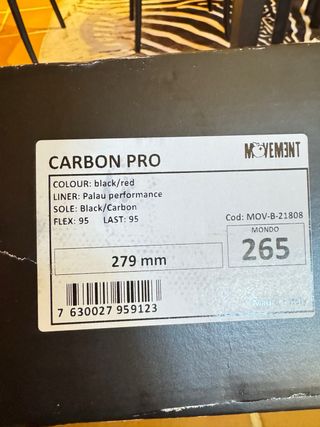 CARBON PRO
MOVEMENT
COLOUR: black/red
LINER: Palau performance
SOLE: Black/Carbon
FLEX: 95 LAST: 95
Cod: MOV-B-21808
MONDO
265
279 mm
7 630027 959123